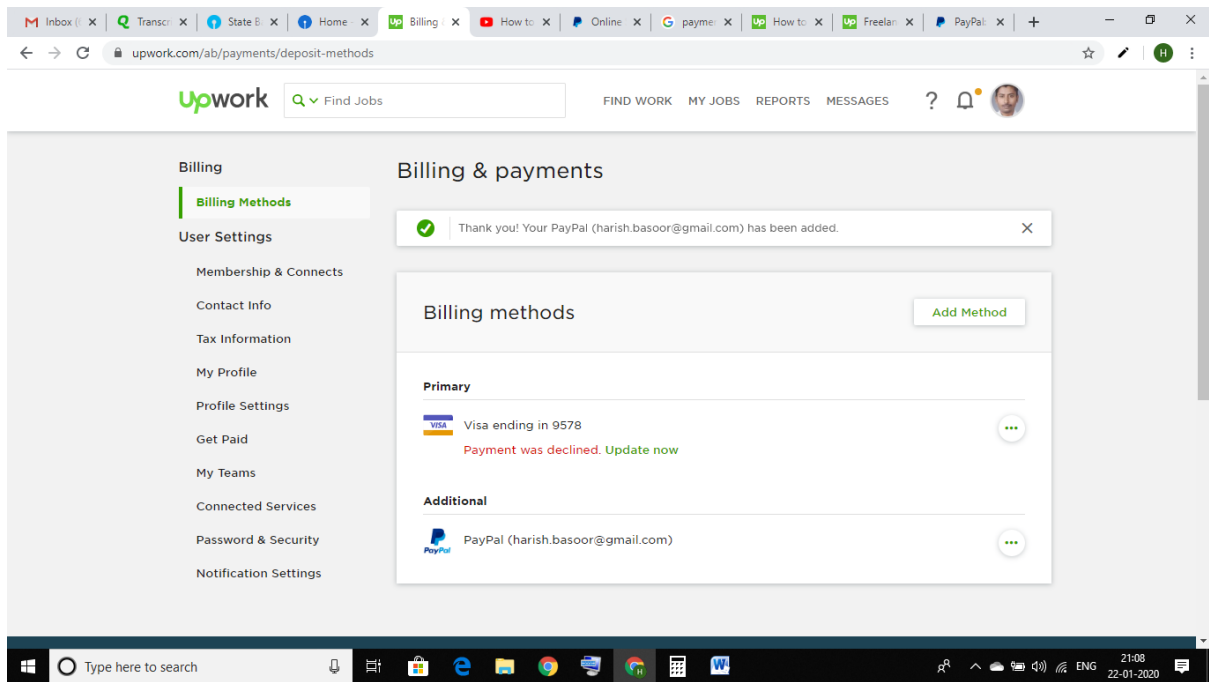 Inbox (
Transcri
State B
Home -
Billing
How to
Online
paymen
How to
Freelan
PayPal:
upwork.com/ab/payments/deposit-methods
H
upwork
Find Jobs
FIND WORK MY JOBS REPORTS MESSAGES
?
Billing
Billing Methods
User Settings
Membership & Connects
Contact Info
Tax Information
My Profile
Profile Settings
Get Paid
My Teams
Connected Services
Password & Security
Notification Settings
Billing & payments
Thank you! Your PayPal (harish.basoor@gmail.com) has been added.
Billing methods
Add Method
Primary
VISA Visa ending in 9578
Payment was declined. Update now
Additional
PayPal PayPal (harish.basoor@gmail.com)
Type here to search
ENG
21:08
22-01-2020